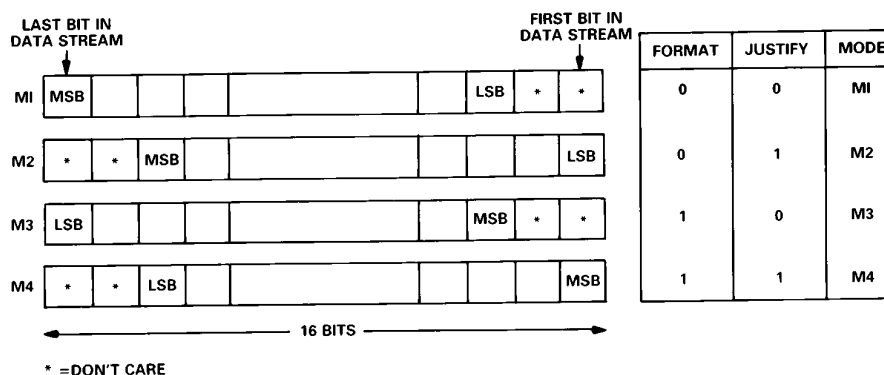 LAST BIT IN
DATA STREAM
FIRST BIT IN
DATA STREAM
M1 MSB LSB * *
M2 * * MSB LSB
M3 LSB MSB * *
M4 * * LSB MSB
16 BITS
* =DON'T CARE
FORMAT JUSTIFY MODE
0 0 M1
0 1 M2
1 0 M3
1 1 M4